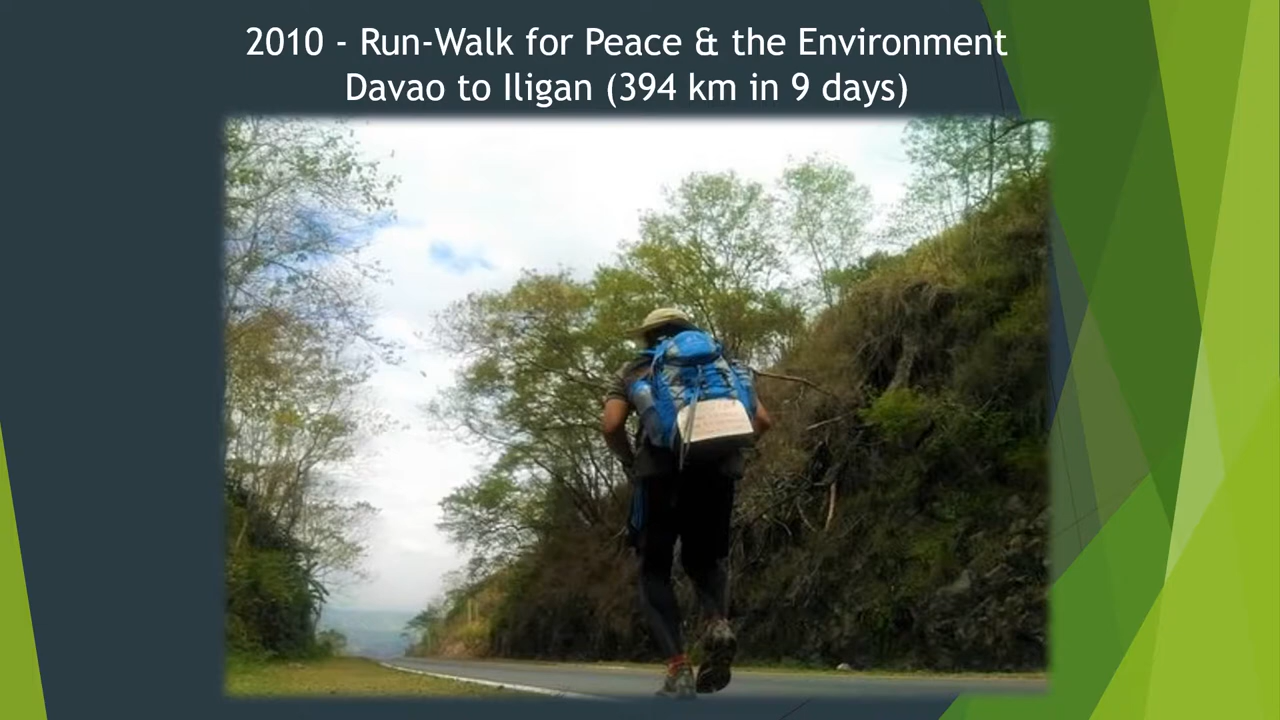 2010 - Run-Walk for Peace & the Environment
Davao to Iligan (394 km in 9 days)